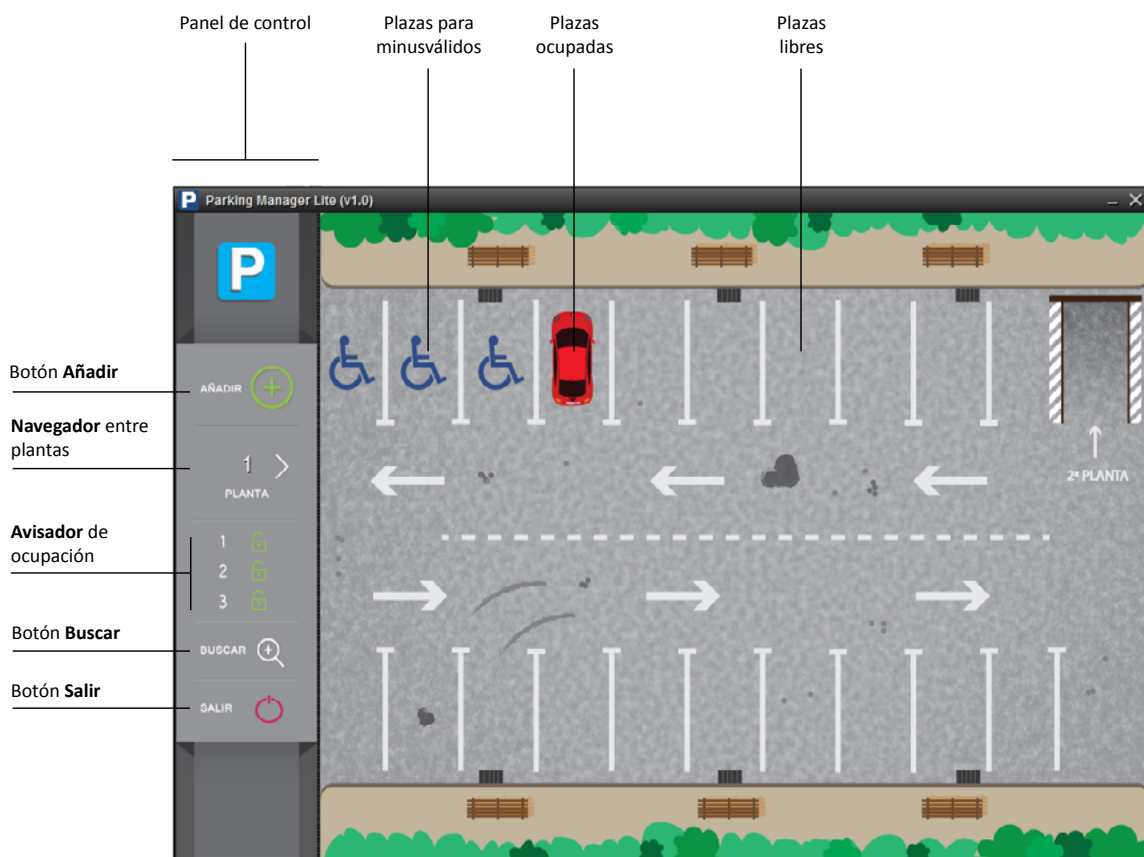 Panel de control
Plazas para
minusválidos
Plazas
ocupadas
Plazas
libres
P Parking Manager Lite (v1.0)
P
Botón Añadir
AÑADIR
Navegador entre
plantas
1
PLANTA
2ª PLANTA
Avisador de
ocupación
1
2
3
Botón Buscar
BUSCAR
Botón Salir
SALIR